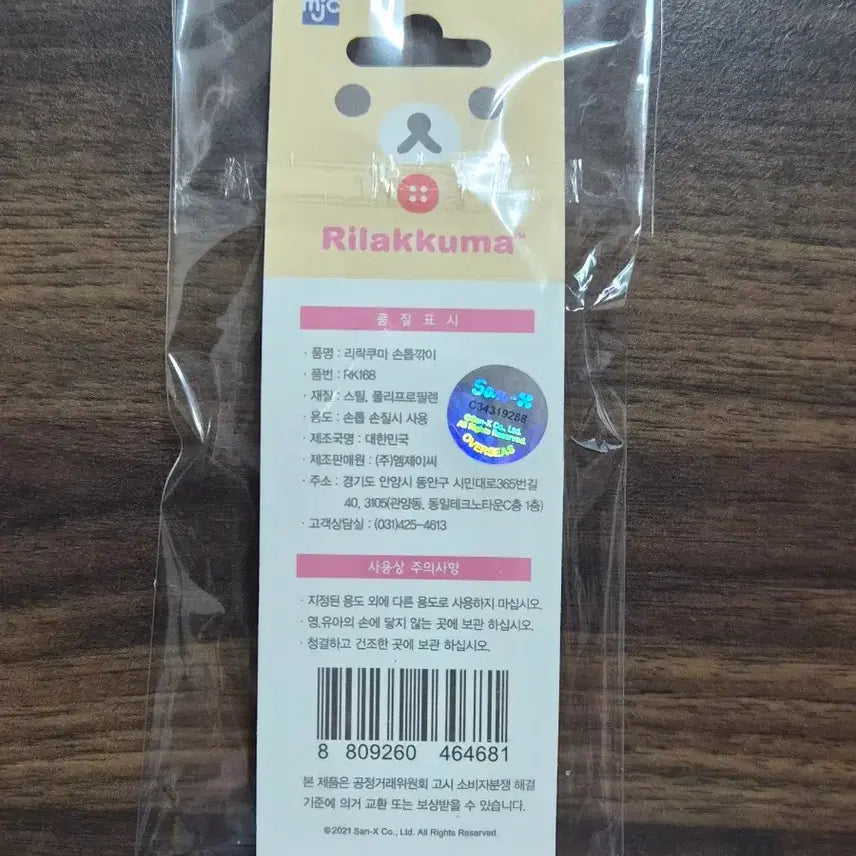 mjc
Rilakkuma™
품 질 표 시
· 품명 : 리락쿠마 손톱깎이
· 품번 : RK168
· 재질 : 스틸, 폴리프로필렌
· 용도 : 손톱 손질시 사용
· 제조국명 : 대한민국
· 제조판매원 : (주)엠제이씨
· 주소 : 경기도 안양시 동안구 시민대로365번길
40, 3105(관양동, 동일테크노타운C층 1층)
· 고객상담실 : (031)425-4613
San-X
C34319268
©San-X Co., Ltd.
All Rights Reserved.
OVERSEAS
사용상 주의사항
· 지정된 용도 외에 다른 용도로 사용하지 마십시오.
· 영,유아의 손에 닿지 않는 곳에 보관 하십시오.
· 청결하고 건조한 곳에 보관 하십시오.
8 809260 464681
본 제품은 공정거래위원회 고시 소비자분쟁 해결
기준에 의거 교환 또는 보상받을 수 있습니다.
©2021 San-X Co., Ltd. All Rights Reserved.